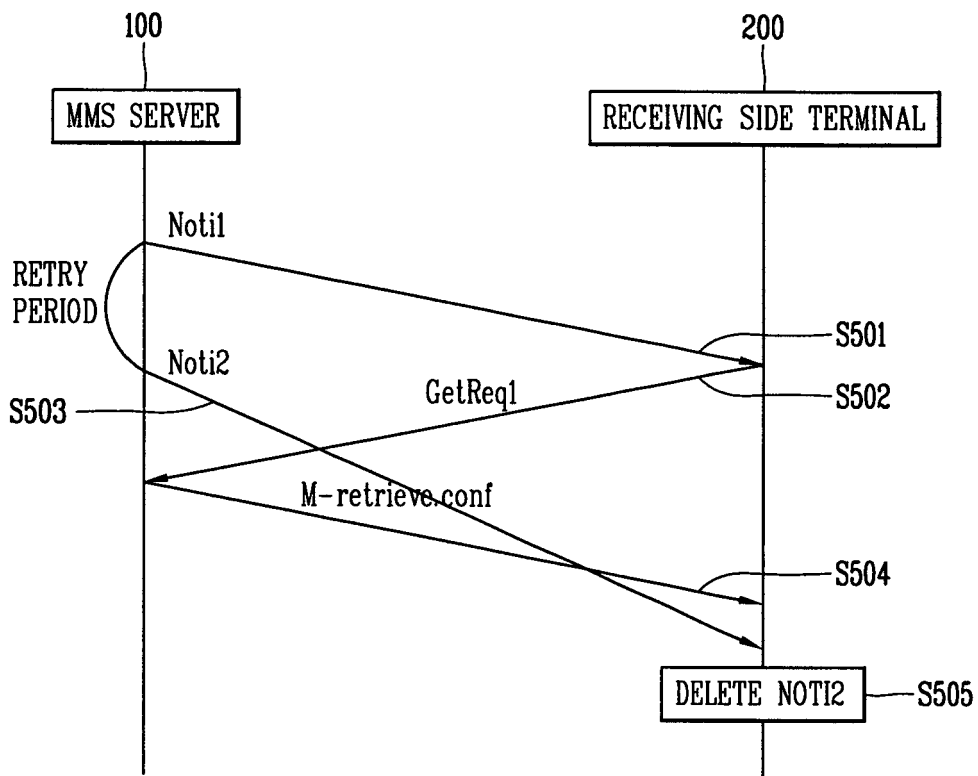 100
200
MMS SERVER
RECEIVING SIDE TERMINAL
Noti1
RETRY
PERIOD
S501
Noti2
S502
GetReq1
S503
M-retrieve.conf
S504
DELETE NOTI2
S505